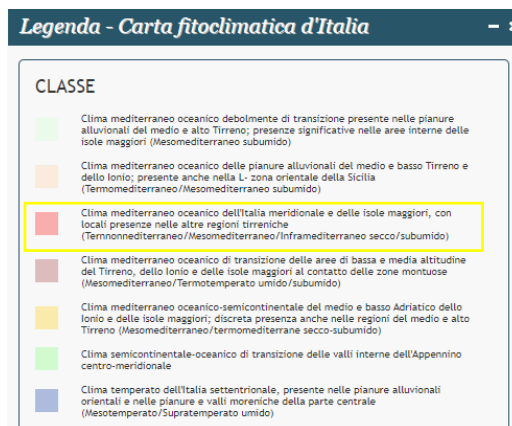 Legenda - Carta fitoclimatica d'Italia
CLASSE
Clima mediterraneo oceanico debolmente di transizione presente nelle pianure
alluvionali del medio e alto Tirreno; presenze significative nelle aree interne delle
isole maggiori (Mesomediterraneo subumido)
Clima mediterraneo oceanico delle pianure alluvionali del medio e basso Tirreno e
dello Ionio; presente anche nella L- zona orientale della Sicilia
(Termomediterraneo/Mesomediterraneo subumido)
Clima mediterraneo oceanico dell'Italia meridionale e delle isole maggiori, con
locali presenze nelle altre regioni tirreniche
(Ternnonnediterraneo/Mesomediterraneo/Inframediterraneo secco/subumido)
Clima mediterraneo oceanico di transizione delle aree di bassa e media altitudine
del Tirreno, dello Ionio e delle isole maggiori al contatto delle zone montuose
(Mesomediterraneo/Termotemperato umido/subumido)
Clima mediterraneo oceanico-semicontinentale del medio e basso Adriatico dello
Ionio e delle isole maggiori; discreta presenza anche nelle regioni del medio e alto
Tirreno (Mesomediterraneo/termomediterrane secco-subumido)
Clima semicontinentale-oceanico di transizione delle valli interne dell'Appennino
centro-meridionale
Clima temperato dell'Italia settentrionale, presente nelle pianure alluvionali
orientali e nelle pianure e valli moreniche della parte centrale
(Mesotemperato/Supratemperato umido)